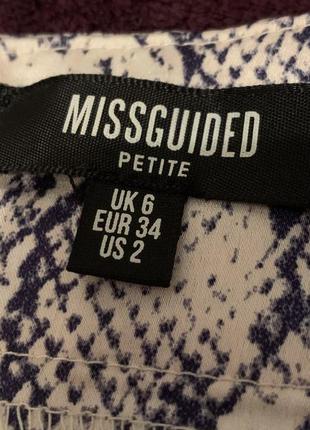 MISSGUIDED
PETITE
UK 6
EUR 34
US 2